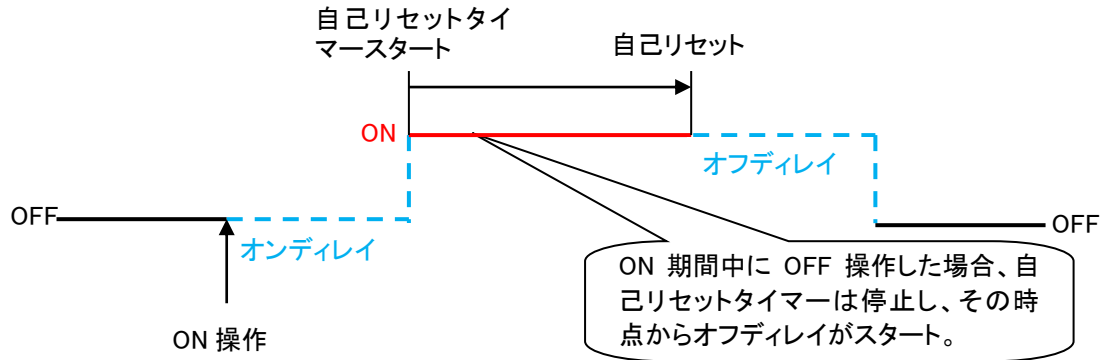 自己リセットタイ
マースタート
自己リセット
ON
オフディレイ
OFF
オンディレイ
OFF
ON 期間中に OFF 操作した場合、自
己リセットタイマーは停止し、その時
点からオフディレイがスタート。
ON 操作